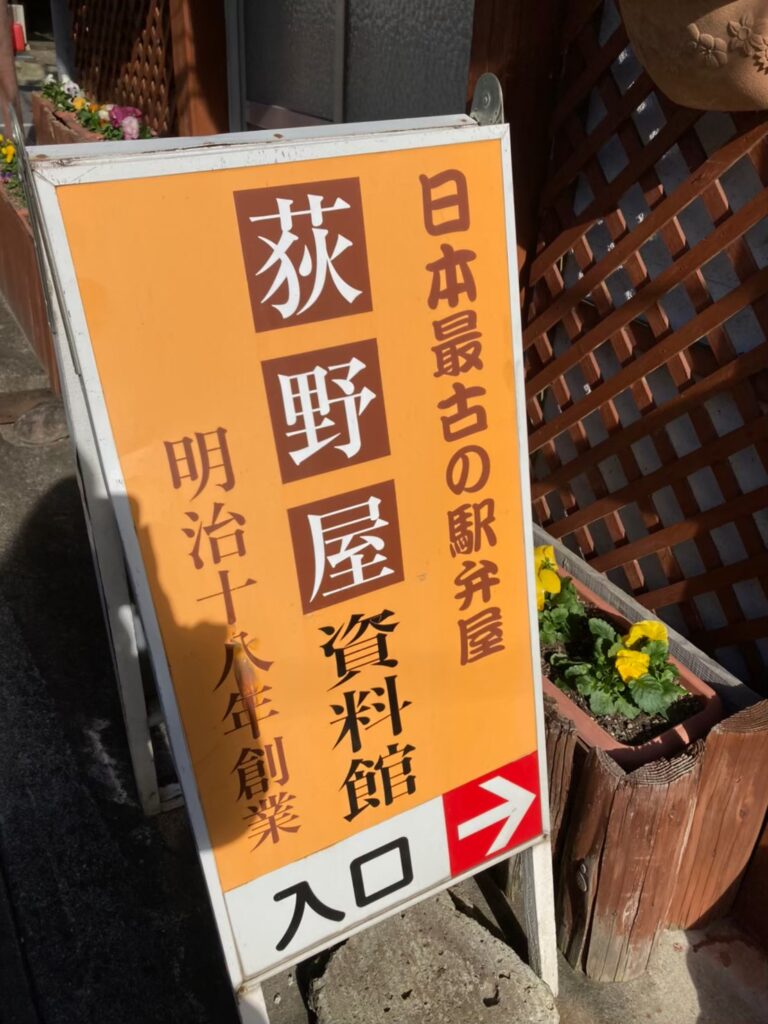 日本最古の駅弁屋
荻野屋資料館
明治十八年創業
入口